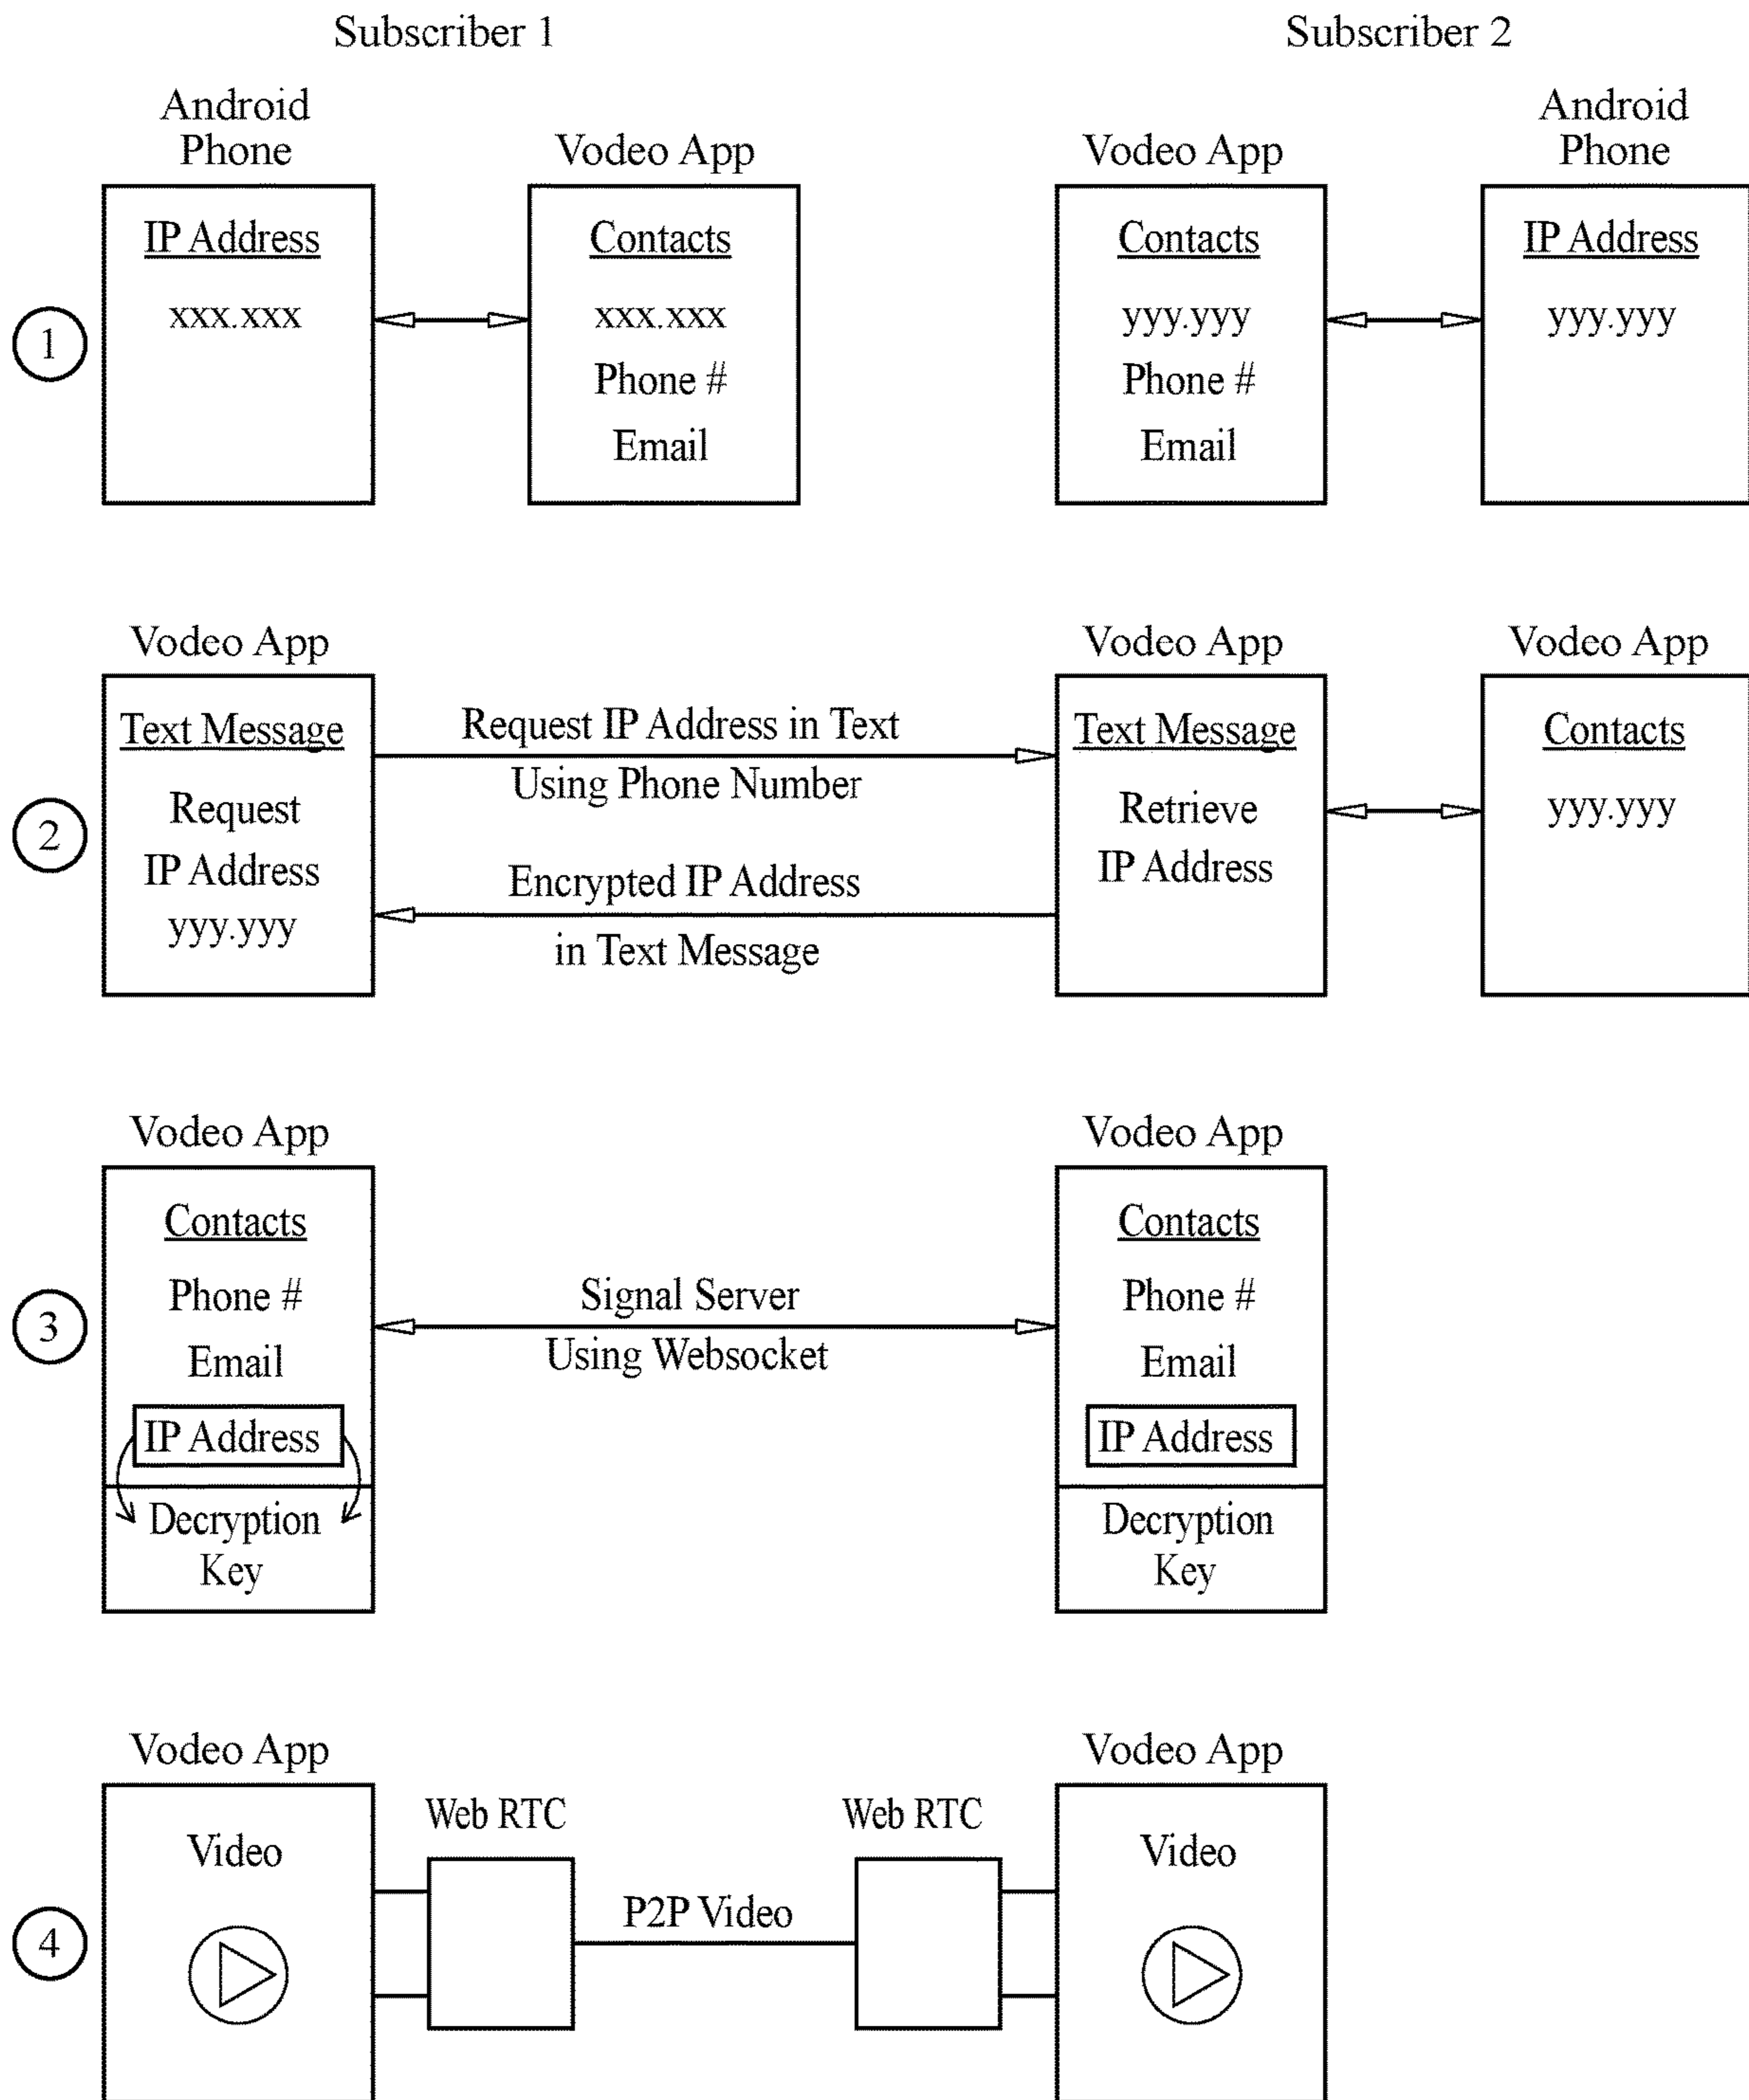 Subscriber 1
Subscriber 2
Android
Phone
Vodeo App
Vodeo App
Android
Phone
1
IP Address
xxx.xxx
Contacts
xxx.xxx
Phone #
Email
Contacts
yyy.yyy
Phone #
Email
IP Address
yyy.yyy
2
Vodeo App
Text Message
Request
IP Address
yyy.yyy
Request IP Address in Text
Using Phone Number
Encrypted IP Address
in Text Message
Vodeo App
Text Message
Retrieve
IP Address
Vodeo App
Contacts
yyy.yyy
3
Vodeo App
Contacts
Phone #
Email
IP Address
Decryption
Key
Signal Server
Using Websocket
Vodeo App
Contacts
Phone #
Email
IP Address
Decryption
Key
4
Vodeo App
Video
Web RTC
P2P Video
Web RTC
Vodeo App
Video